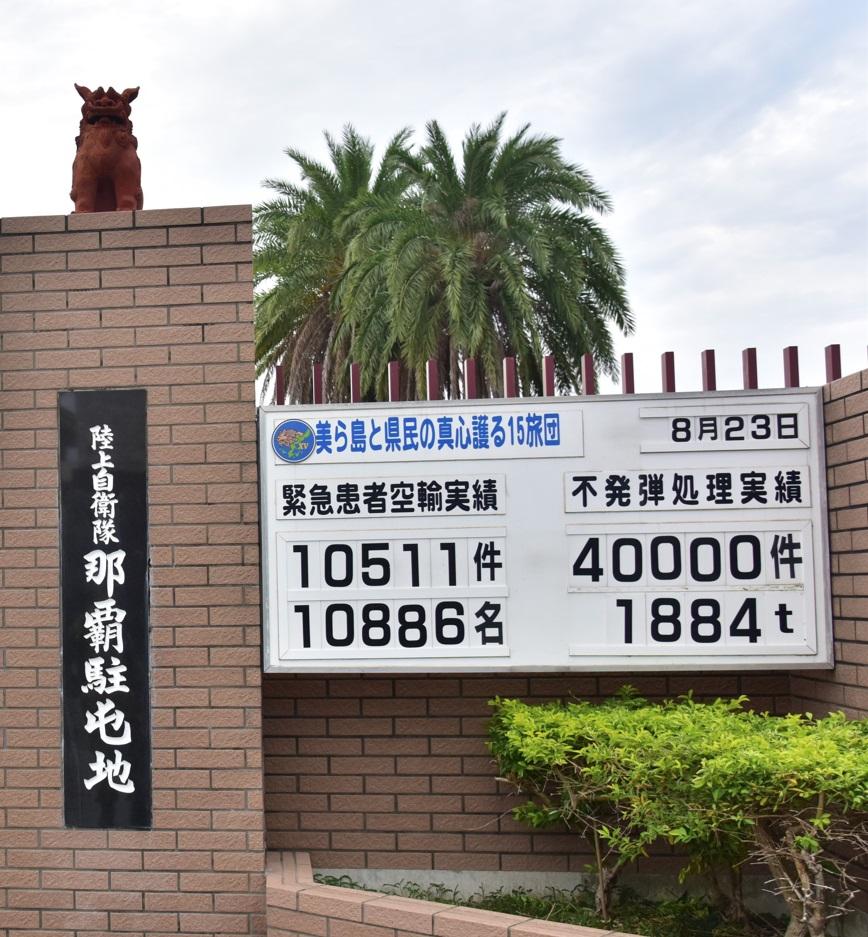 陸上自衛隊 那覇駐屯地
美ら島と県民の真心護る15旅団
8月23日
緊急患者空輸実績
10511件
10886名
不発弾処理実績
40000件
1884t